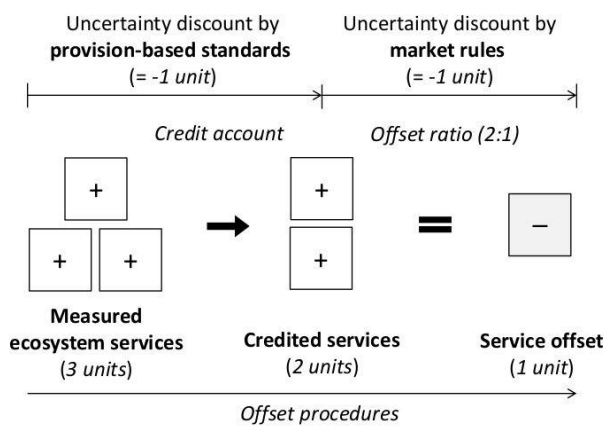 Uncertainty discount by
provision-based standards
(= -1 unit)
Uncertainty discount by
market rules
(= -1 unit)
Credit account
Offset ratio (2:1)
+
+
+ +
+
−
Measured
ecosystem services
(3 units)
Credited services
(2 units)
Service offset
(1 unit)
Offset procedures